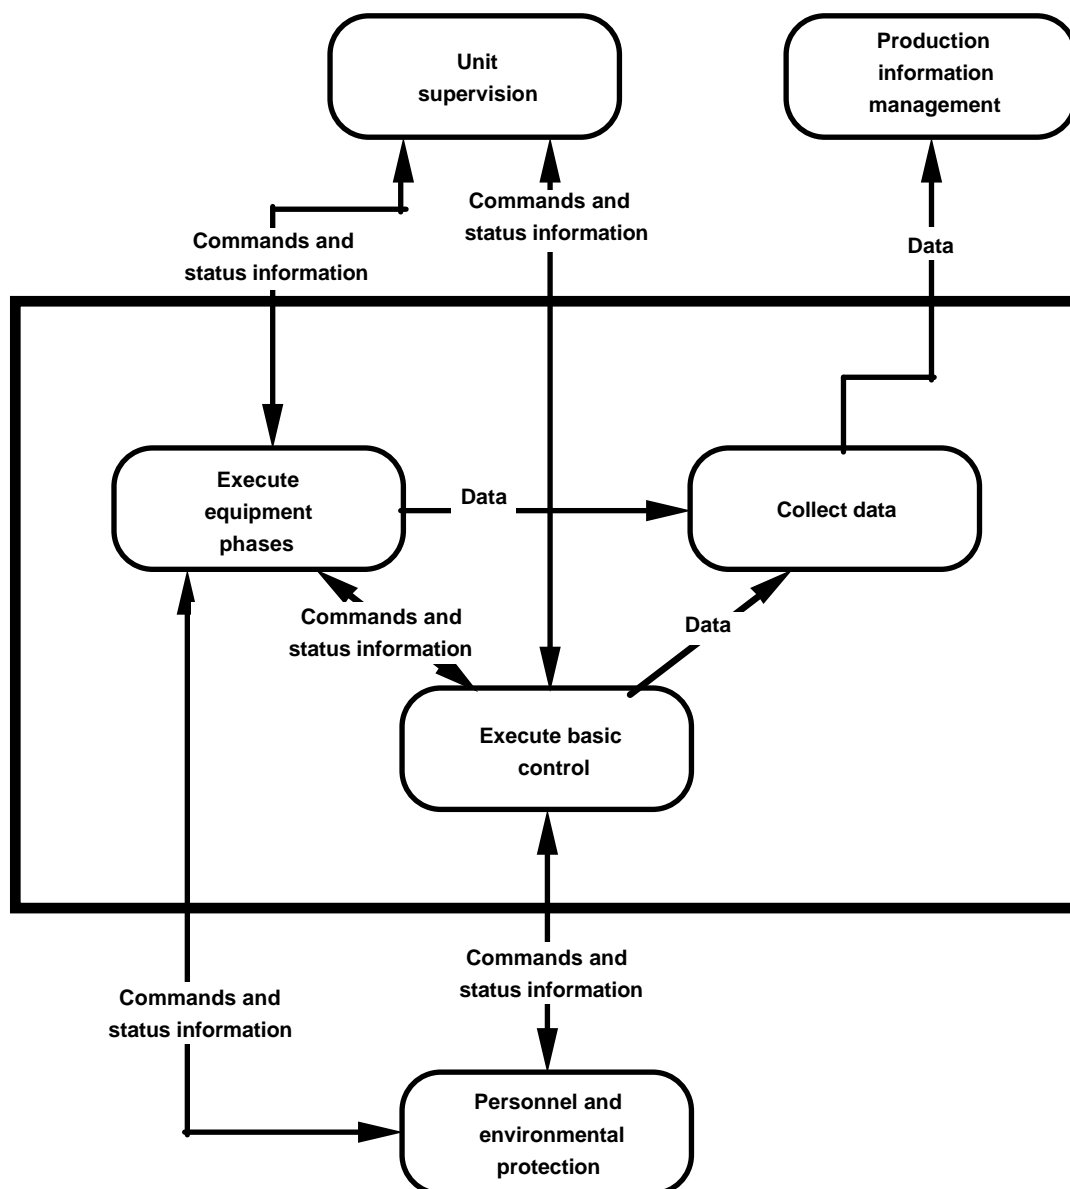 Unit
supervision
Production
information
management
Commands and
status information
Commands and
status information
Data
Execute
equipment
phases
Data
Collect data
Commands and
status information
Data
Execute basic
control
Commands and
status information
Commands and
status information
Personnel and
environmental
protection